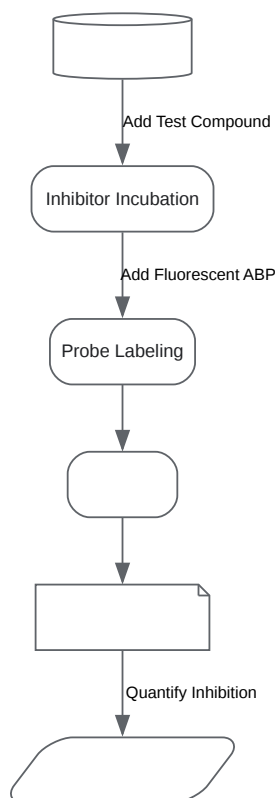 Add Test Compound
Inhibitor Incubation
Add Fluorescent ABP
Probe Labeling
Quantify Inhibition